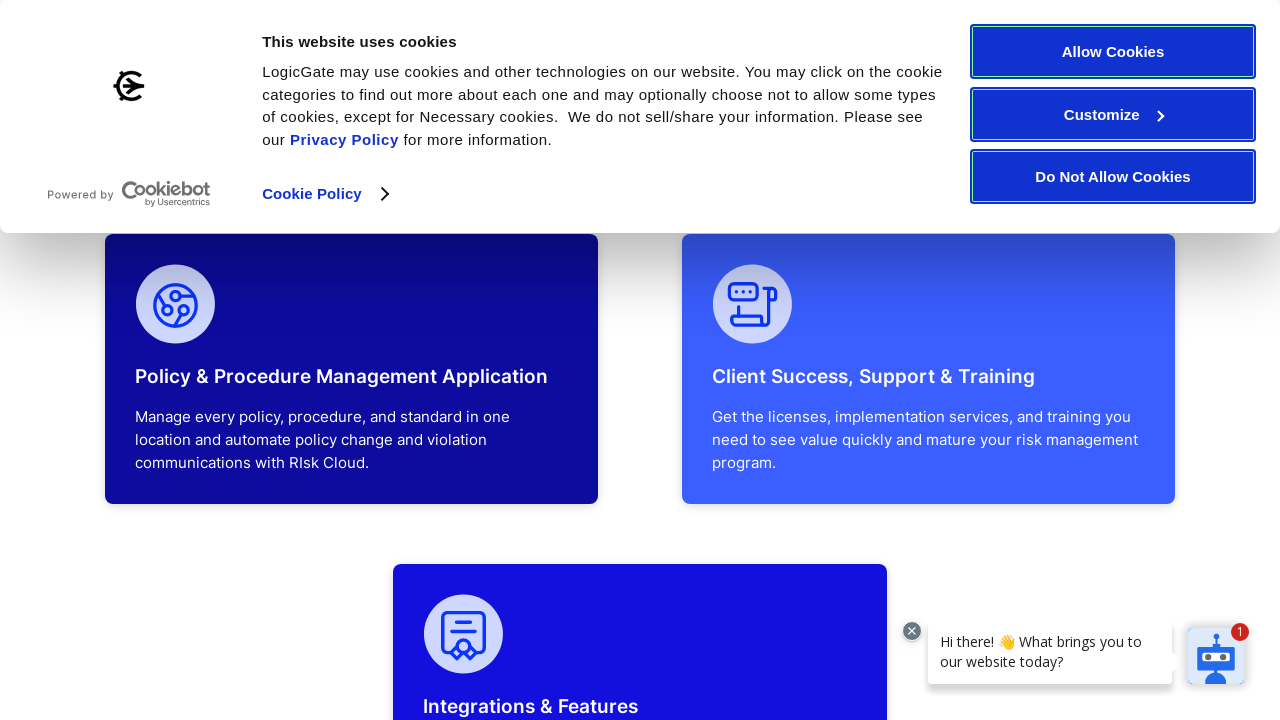 This website uses cookies
LogicGate may use cookies and other technologies on our website. You may click on the cookie
categories to find out more about each one and may optionally choose not to allow some types
of cookies, except for Necessary cookies.  We do not sell/share your information. Please see
our Privacy Policy for more information.
Cookie Policy
Powered by Cookiebot
by Usercentrics
Allow Cookies
Customize
Do Not Allow Cookies
Policy & Procedure Management Application
Manage every policy, procedure, and standard in one
location and automate policy change and violation
communications with RIsk Cloud.
Client Success, Support & Training
Get the licenses, implementation services, and training you
need to see value quickly and mature your risk management
program.
Integrations & Features
Hi there! 👋 What brings you to
our website today?
1